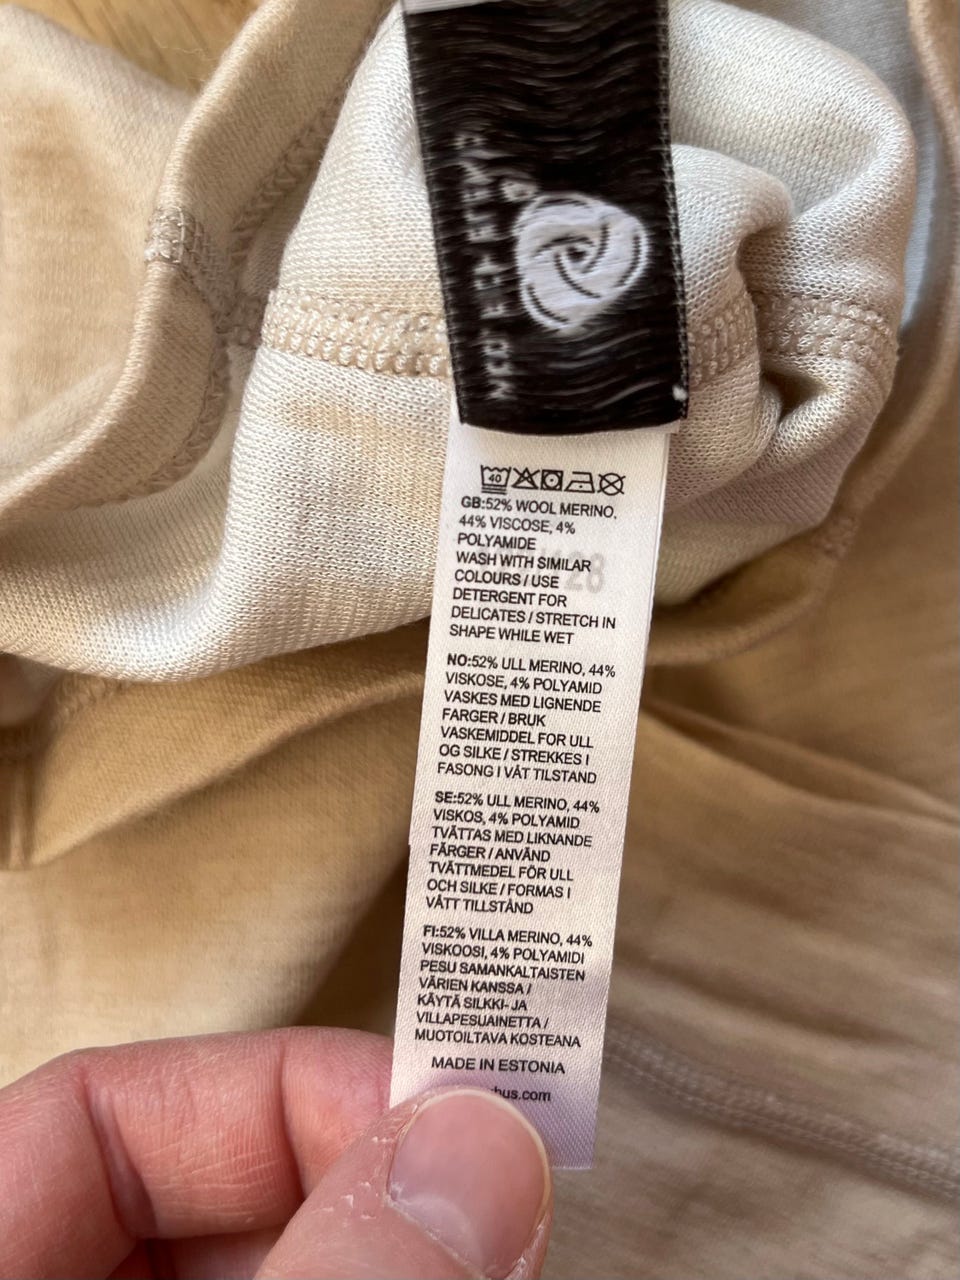 40
GB:52% WOOL MERINO,
44% VISCOSE, 4%
POLYAMIDE
WASH WITH SIMILAR
COLOURS / USE
DETERGENT FOR
DELICATES / STRETCH IN
SHAPE WHILE WET
NO:52% ULL MERINO, 44%
VISKOSE, 4% POLYAMID
VASKES MED LIGNENDE
FARGER / BRUK
VASKEMIDDEL FOR ULL
OG SILKE / STREKKES I
FASONG I VÅT TILSTAND
SE:52% ULL MERINO, 44%
VISKOS, 4% POLYAMID
TVÄTTAS MED LIKNANDE
FÄRGER / ANVÄND
TVÄTTMEDEL FÖR ULL
OCH SILKE / FORMAS I
VÅTT TILLSTÅND
FI:52% VILLA MERINO, 44%
VISKOOSI, 4% POLYAMIDI
PESU SAMANKALTAISTEN
VÄRIEN KANSSA /
KÄYTÄ SILKKI- JA
VILLAPESUAINETTA /
MUOTOILTAVA KOSTEANA
MADE IN ESTONIA
hus.com